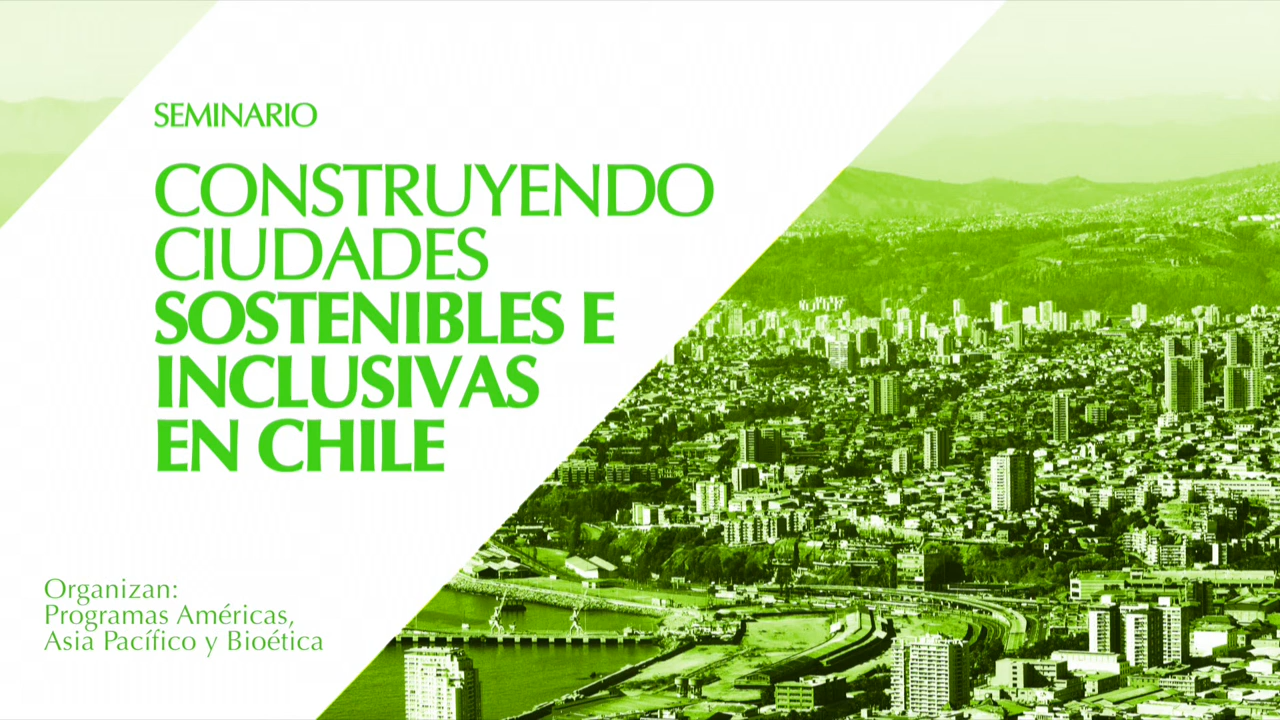 SEMINARIO
CONSTRUYENDO
CIUDADES
SOSTENIBLES E
INCLUSIVAS
EN CHILE
Organizan:
Programas Américas,
Asia Pacífico y Bioética